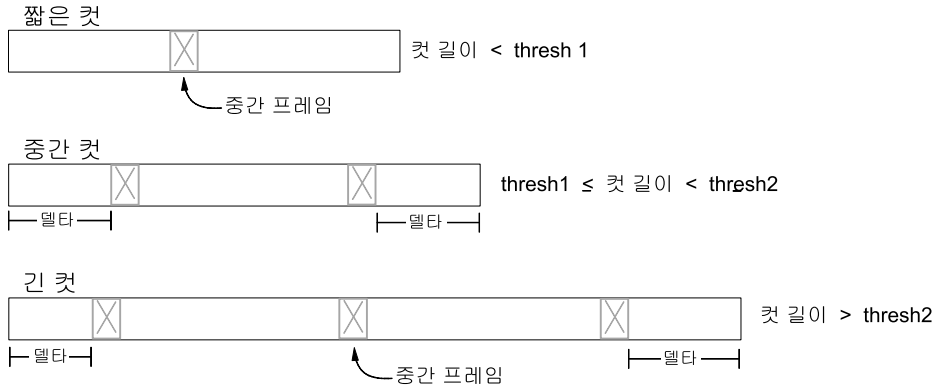 짧은 컷
컷 길이 < thresh 1
중간 프레임
중간 컷
thresh1 ≤ 컷 길이 < thresh2
델타 델타
긴 컷
컷 길이 > thresh2
델타 델타
중간 프레임